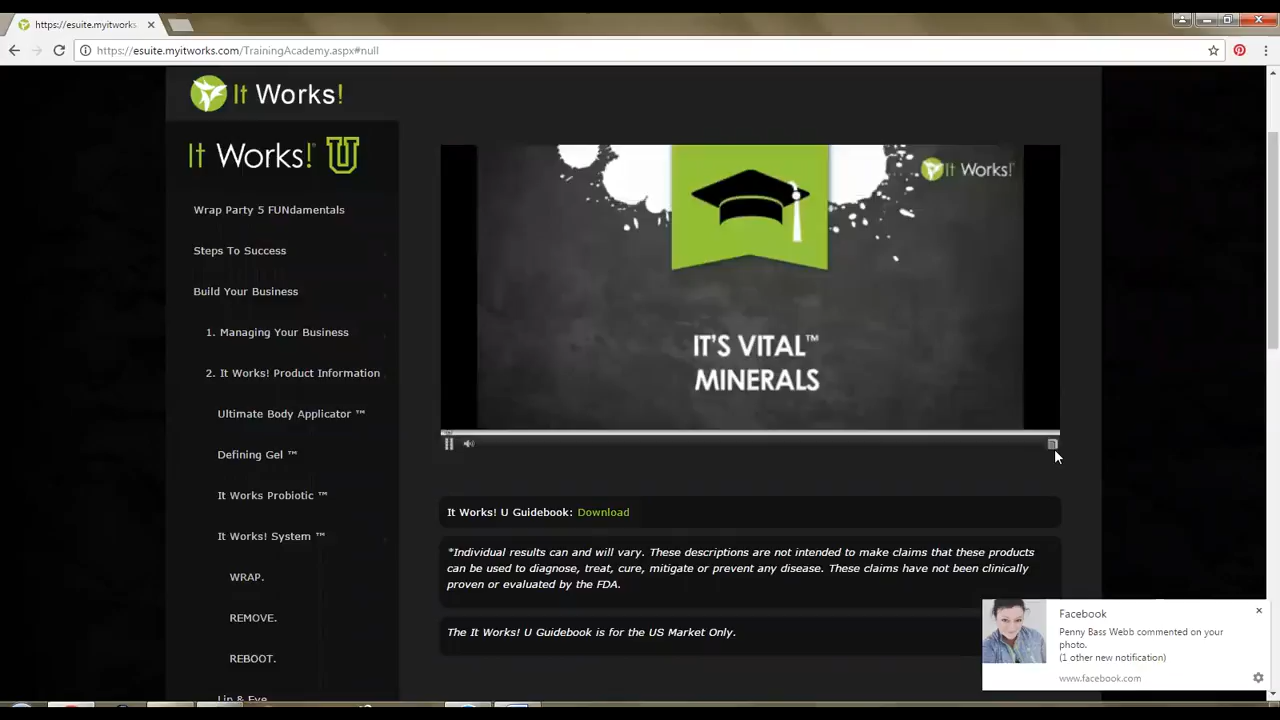 https://esuite.myitworks.
https://esuite.myitworks.com/TrainingAcademy.aspx#null
It Works!
It Works!® U
Wrap Party 5 FUNdamentals
Steps To Success
Build Your Business
1. Managing Your Business
2. It Works! Product Information
Ultimate Body Applicator ™
Defining Gel ™
It Works Probiotic ™
It Works! System ™
WRAP.
REMOVE.
REBOOT.
Lip & Eye
It Works!
IT'S VITAL™
MINERALS
It Works! U Guidebook: Download
*Individual results can and will vary. These descriptions are not intended to make claims that these products
can be used to diagnose, treat, cure, mitigate or prevent any disease. These claims have not been clinically
proven or evaluated by the FDA.
The It Works! U Guidebook is for the US Market Only.
Facebook
Penny Bass Webb commented on your
photo.
(1 other new notification)
www.facebook.com